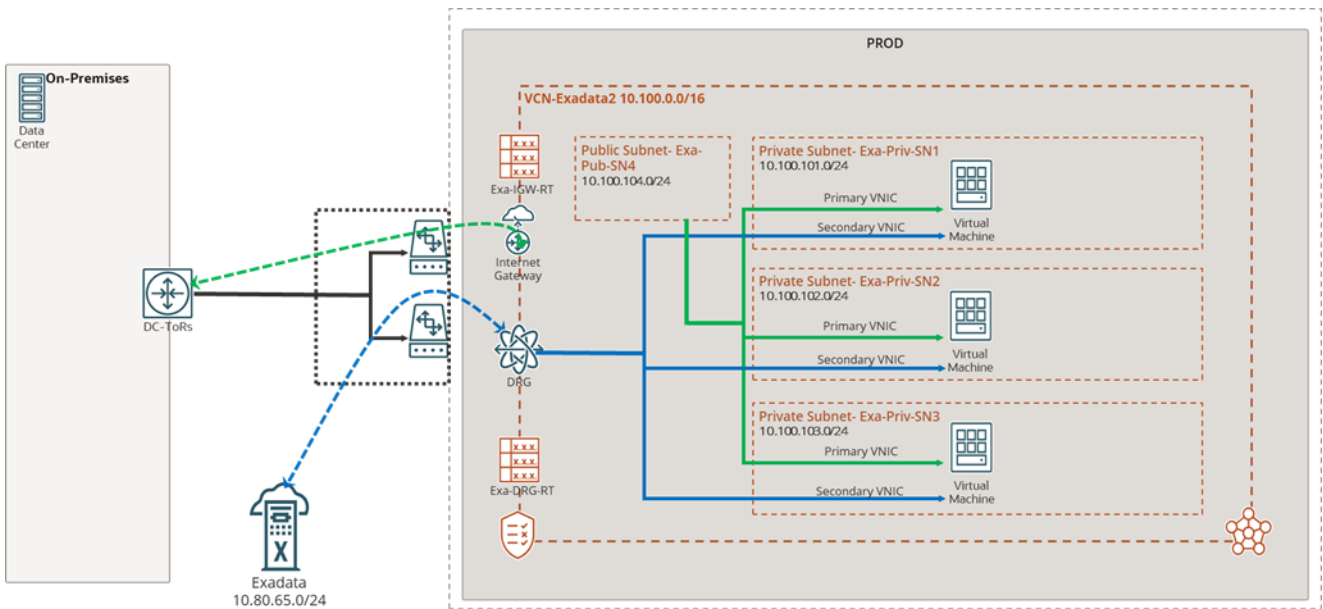 PROD
On-Premises
Data
Center
VCN-Exadata2 10.100.0.0/16
x.x.x.
x.x.x.
Exa-IGW-RT
Public Subnet- Exa-
Pub-SN4
10.100.104.0/24
Private Subnet- Exa-Priv-SN1
10.100.101.0/24
Primary VNIC
Secondary VNIC
Virtual
Machine
Internet
Gateway
DC-ToRs
Private Subnet- Exa-Priv-SN2
10.100.102.0/24
Primary VNIC
Secondary VNIC
Virtual
Machine
DRG
Private Subnet- Exa-Priv-SN3
10.100.103.0/24
Primary VNIC
Secondary VNIC
Virtual
Machine
x.x.x.
x.x.x.
Exa-DRG-RT
X
Exadata
10.80.65.0/24